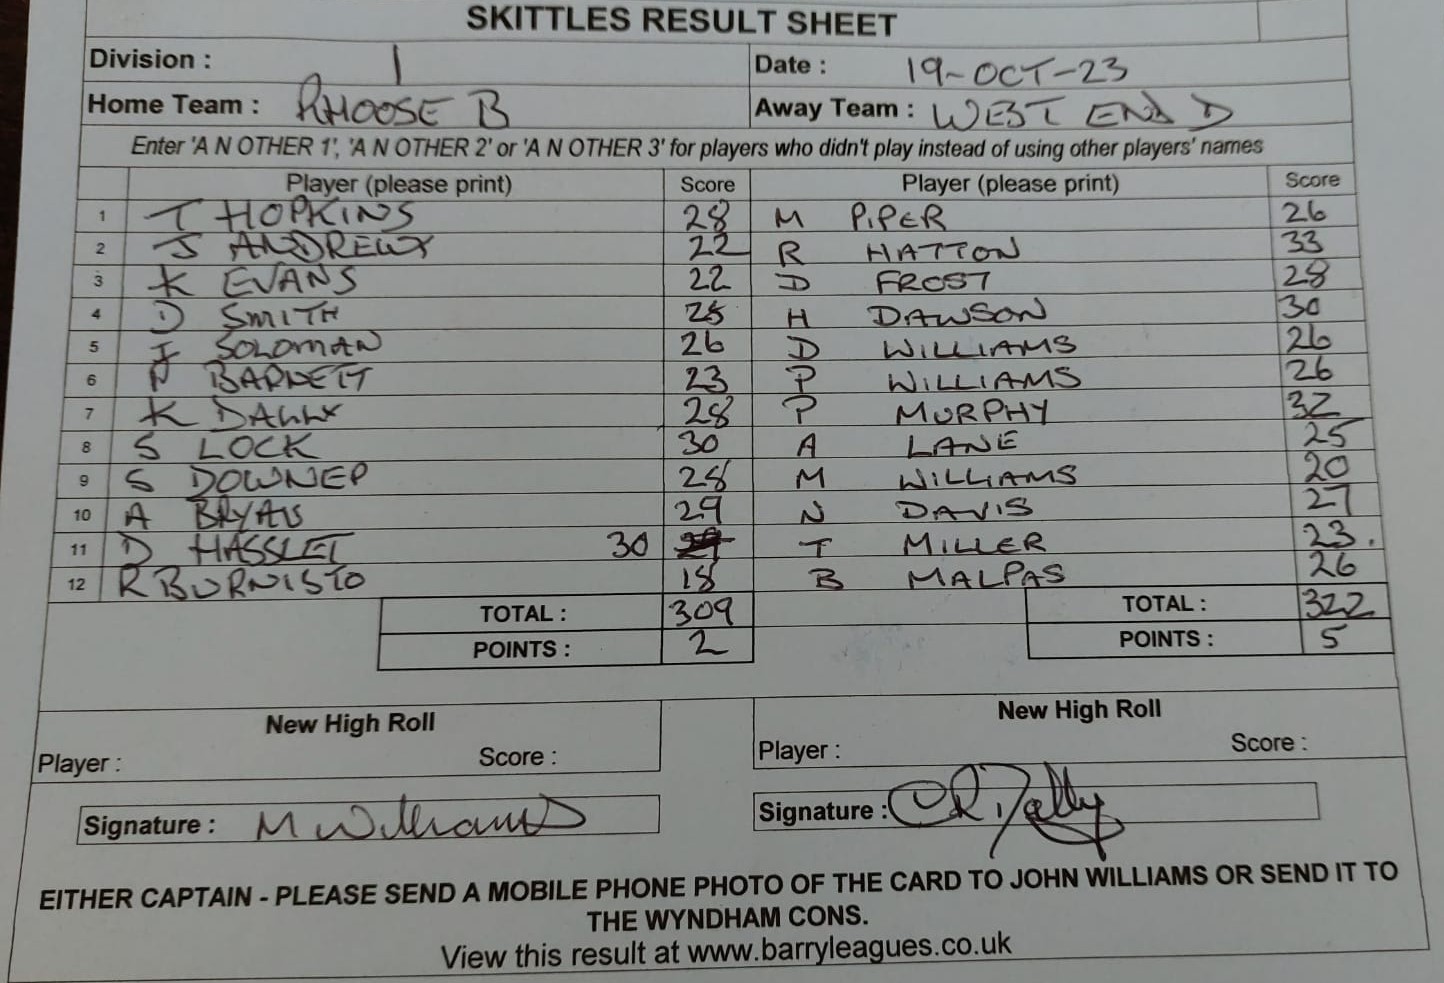 SKITTLES RESULT SHEET
Division : 1 Date : 19-OCT-23
Home Team : RHOOSE B Away Team : WEST END D
Enter 'A N OTHER 1', 'A N OTHER 2' or 'A N OTHER 3' for players who didn't play instead of using other players' names
Player (please print) Score Player (please print) Score
1 T HOPKINS 28 M PIPER 26
2 J ANDREWS 22 R HATTON 33
3 K EVANS 22 D FROST 28
4 D SMITH 25 H DAWSON 30
5 SOLOMAN 26 D WILLIAMS 26
6 N BARNETT 23 P WILLIAMS 26
7 K DALLY 28 P MURPHY 32
8 S LOCK 30 A LANE 25
9 S DOWNEP 28 M WILLIAMS 20
10 A BRYAN 29 N DAVIS 27
11 D HASSLET 30 T MILLER 23.
12 R BURNISTO 18 B MALPAS 26
TOTAL : 309 TOTAL : 322
POINTS : 2 POINTS : 5
New High Roll New High Roll
Player : Score : Player : Score :
Signature : M Williams Signature : Dally
EITHER CAPTAIN - PLEASE SEND A MOBILE PHONE PHOTO OF THE CARD TO JOHN WILLIAMS OR SEND IT TO
THE WYNDHAM CONS.
View this result at www.barryleagues.co.uk